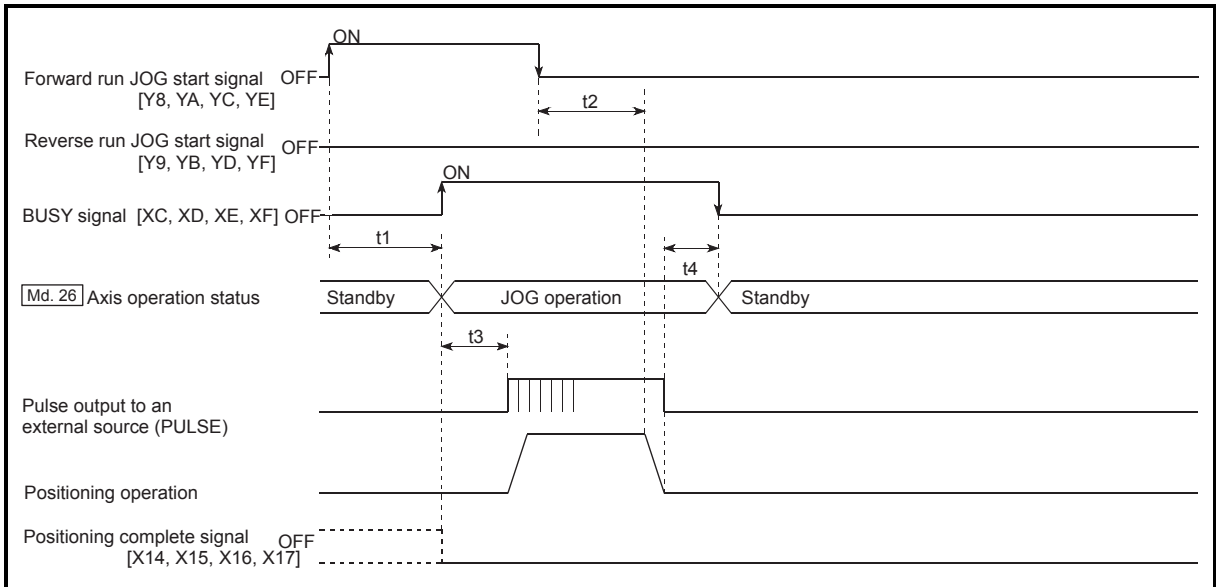 ON
Forward run JOG start signal OFF
[Y8, YA, YC, YE]
t2
Reverse run JOG start signal OFF
[Y9, YB, YD, YF]
ON
BUSY signal [XC, XD, XE, XF] OFF
t1
t4
Md. 26 Axis operation status Standby JOG operation Standby
t3
Pulse output to an
external source (PULSE)
Positioning operation
Positioning complete signal OFF
[X14, X15, X16, X17]